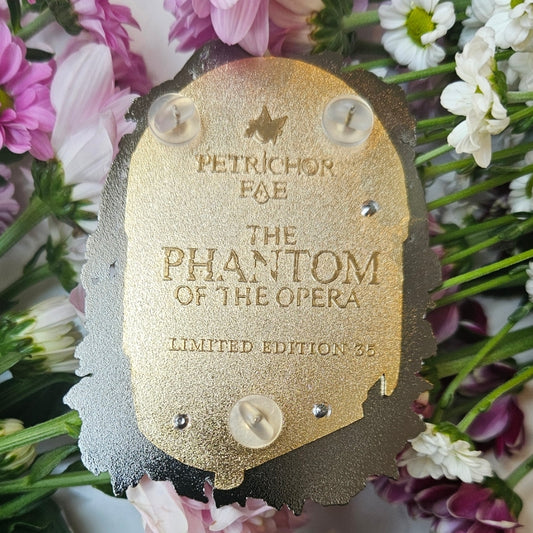 PETRICHOR
FAE
THE
PHANTOM
OF THE OPERA
LIMITED EDITION 35